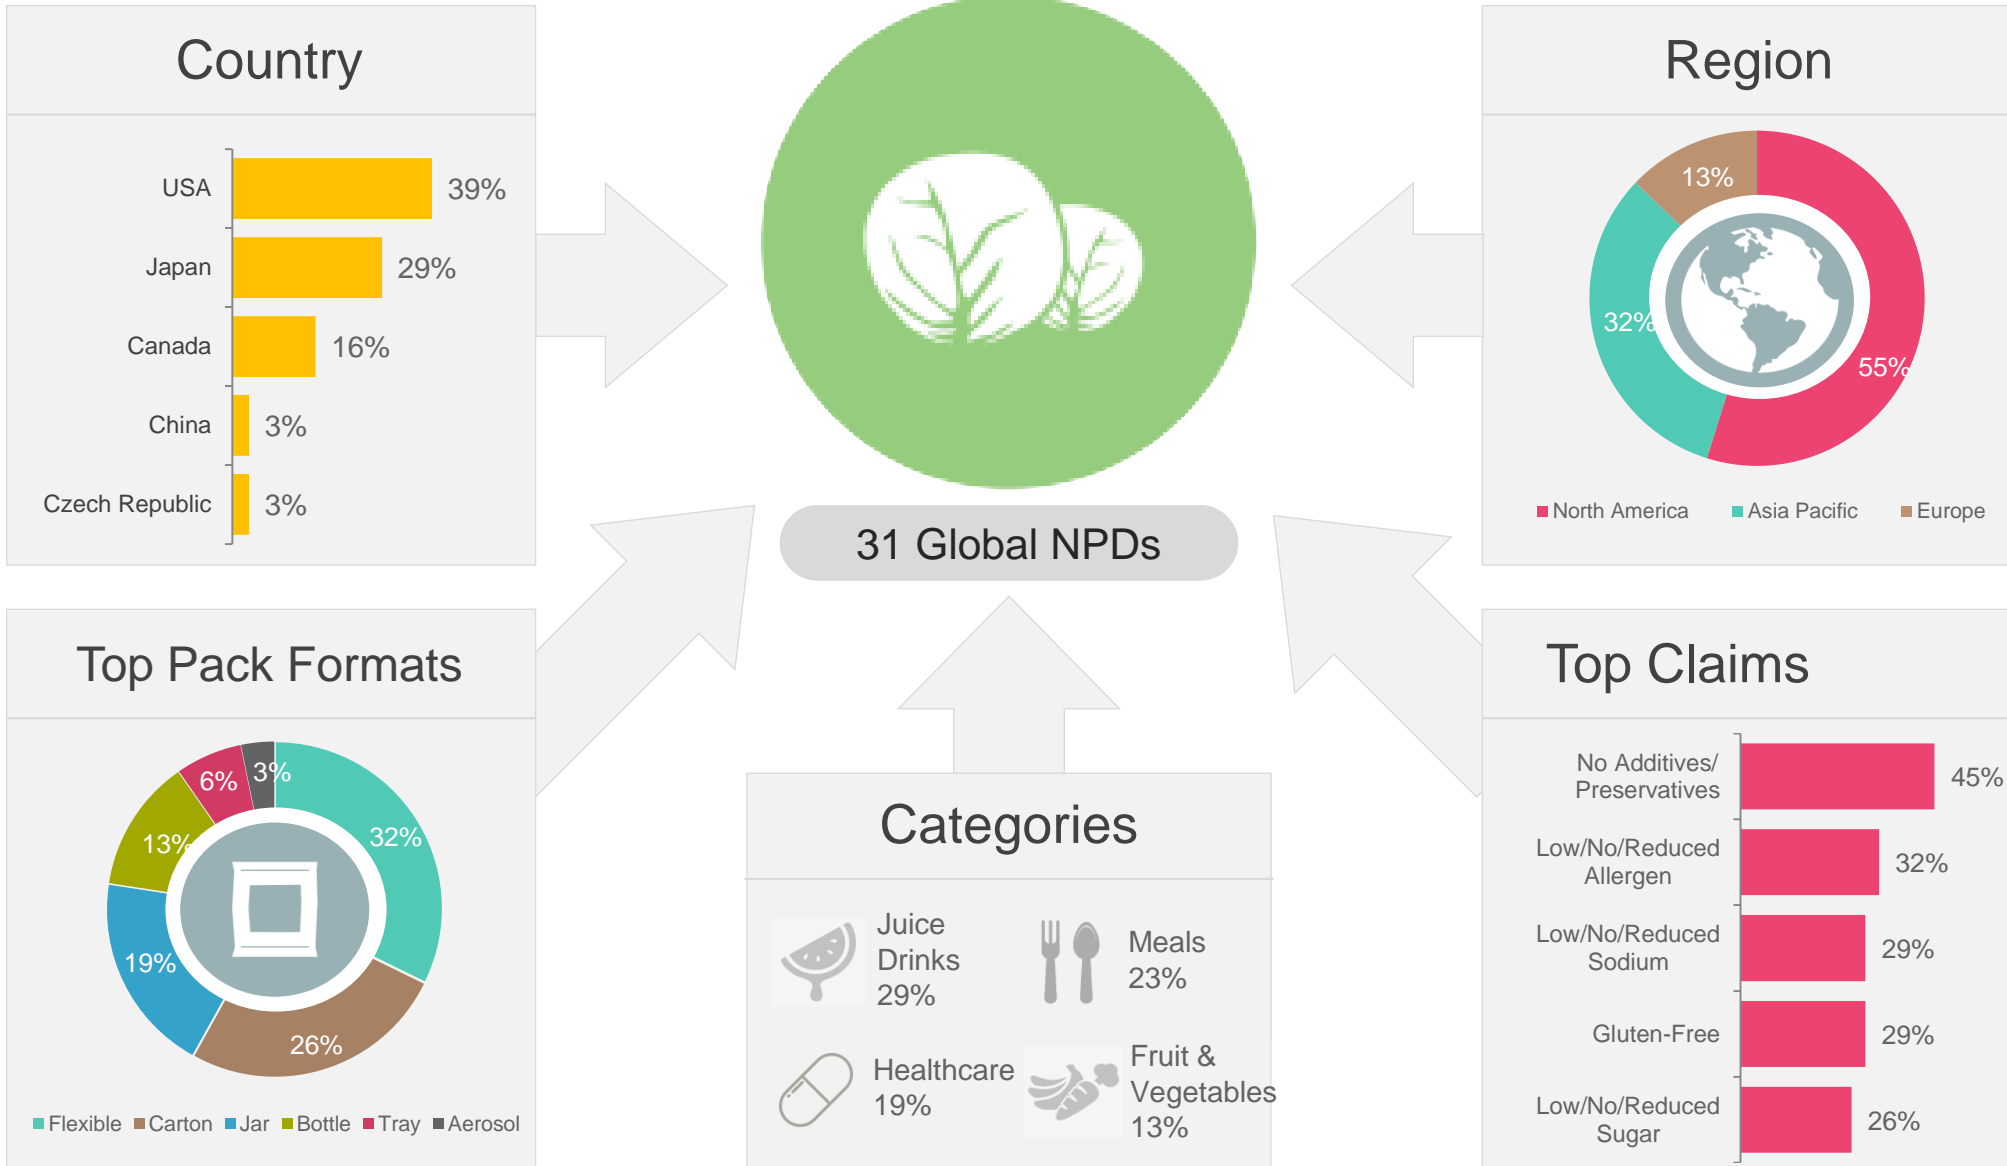 Country
USA
39%
Japan
29%
Canada
16%
China
3%
Czech Republic
3%
31 Global NPDs
Region
13%
32%
55%
North America
Asia Pacific
Europe
Top Pack Formats
3%
6%
32%
13%
19%
26%
Flexible
Carton
Jar
Bottle
Tray
Aerosol
Categories
Juice
Drinks
29%
Meals
23%
Healthcare
19%
Fruit &
Vegetables
13%
Top Claims
No Additives/
Preservatives
45%
Low/No/Reduced
Allergen
32%
Low/No/Reduced
Sodium
29%
Gluten-Free
29%
Low/No/Reduced
Sugar
26%